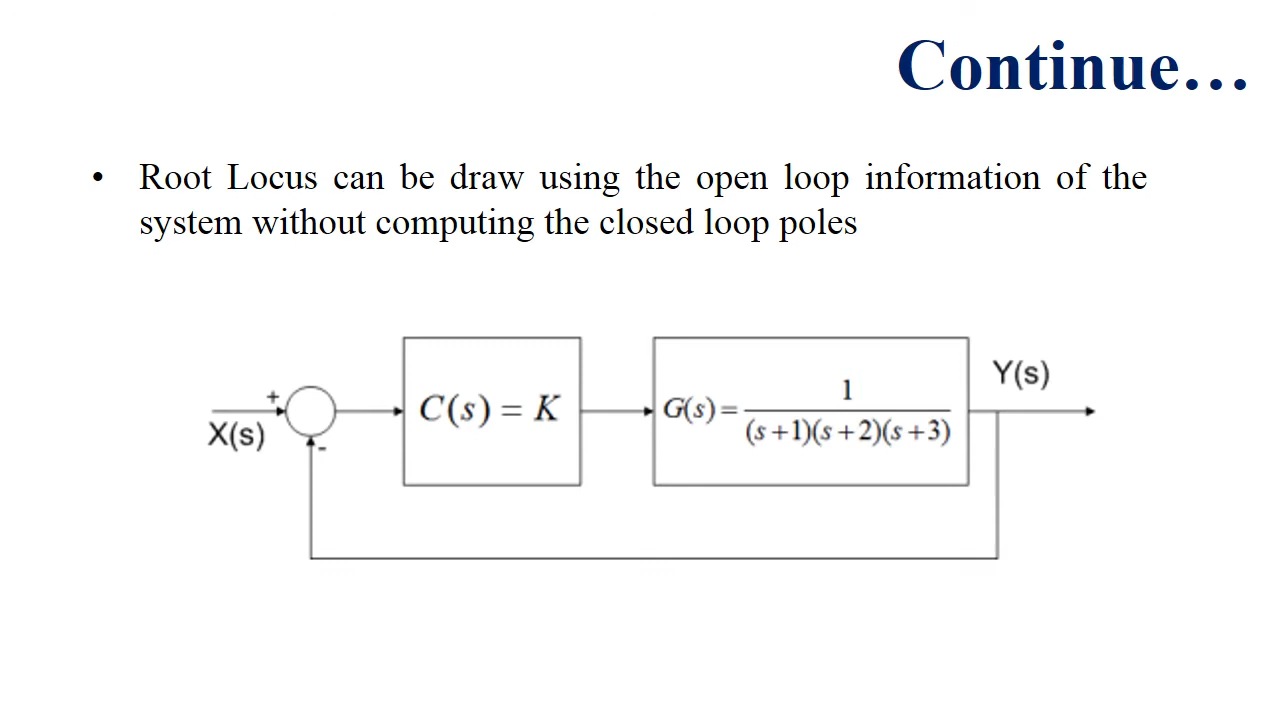 Continue…
• Root Locus can be draw using the open loop information of the
system without computing the closed loop poles
+
X(s)
-
C(s) = K
G(s) = 1 / (s+1)(s+2)(s+3)
Y(s)